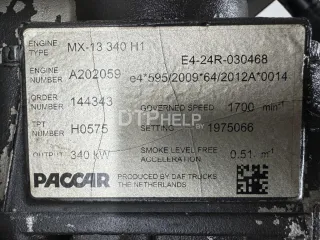 ENGINE TYPE MX-13 340 H1
E4-24R-030468
ENGINE NUMBER A202059 e4*595/2009*64/2012A*0014
ORDER NUMBER 144343 GOVERNED SPEED 1700 min⁻¹
TPT NUMBER H0575 SETTING 1975066
OUTPUT 340 kW SMOKE LEVEL FREE ACCELERATION 0.51 m⁻¹
PACCAR PRODUCED BY DAF TRUCKS
THE NETHERLANDS
DTPHELP.BY